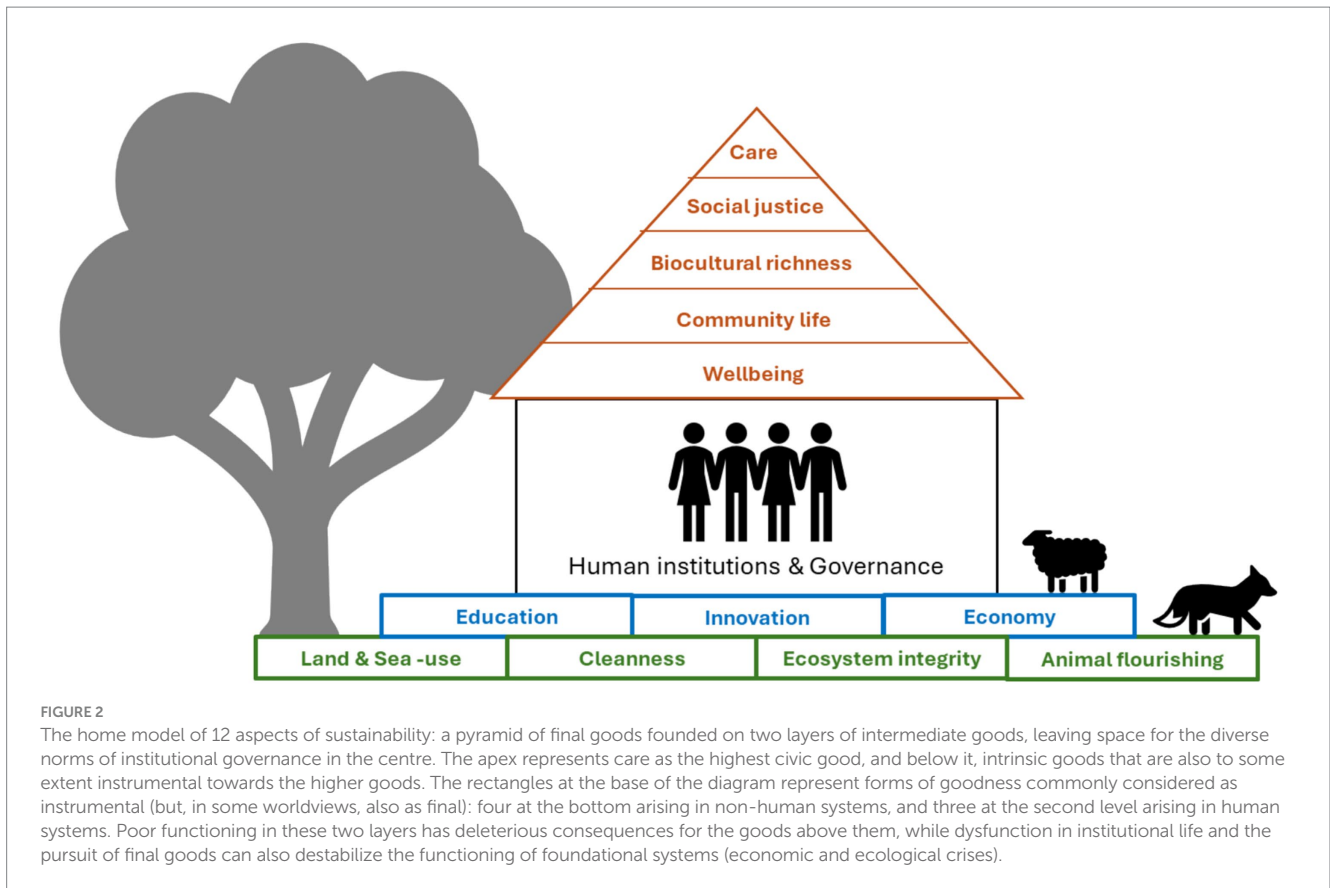 Care
Social justice
Biocultural richness
Community life
Wellbeing
Human institutions & Governance
Education Innovation Economy
Land & Sea -use Cleanness Ecosystem integrity Animal flourishing
FIGURE 2
The home model of 12 aspects of sustainability: a pyramid of final goods founded on two layers of intermediate goods, leaving space for the diverse
norms of institutional governance in the centre. The apex represents care as the highest civic good, and below it, intrinsic goods that are also to some
extent instrumental towards the higher goods. The rectangles at the base of the diagram represent forms of goodness commonly considered as
instrumental (but, in some worldviews, also as final): four at the bottom arising in non-human systems, and three at the second level arising in human
systems. Poor functioning in these two layers has deleterious consequences for the goods above them, while dysfunction in institutional life and the
pursuit of final goods can also destabilize the functioning of foundational systems (economic and ecological crises).